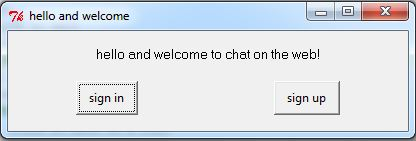 hello and welcome
hello and welcome to chat on the web!
sign in
sign up